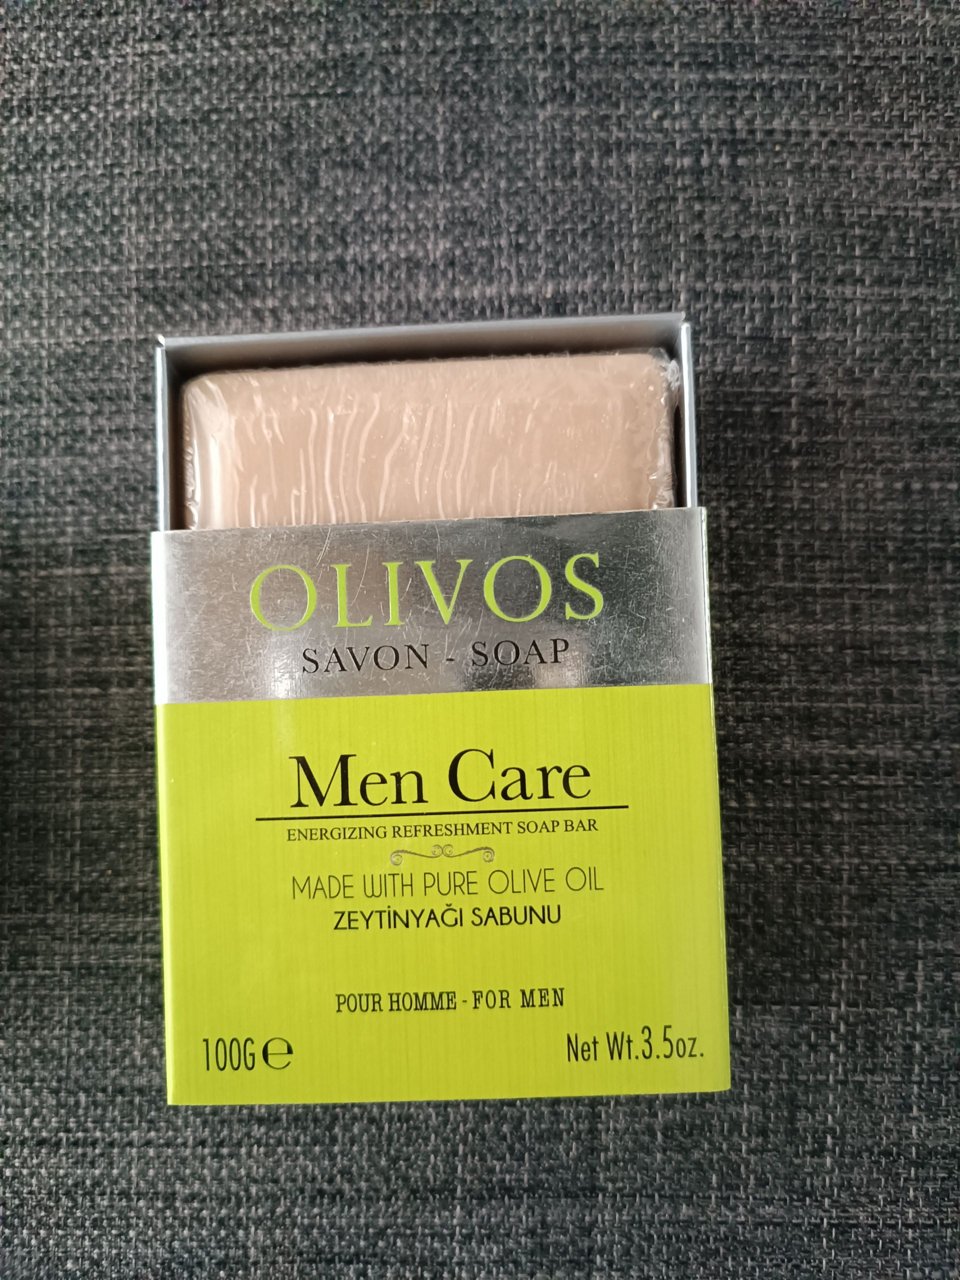 OLIVOS
SAVON - SOAP
Men Care
ENERGIZING REFRESHMENT SOAP BAR
MADE WITH PURE OLIVE OIL
ZEYTİNYAĞI SABUNU
POUR HOMME - FOR MEN
100G ℮
Net Wt.3.5oz.